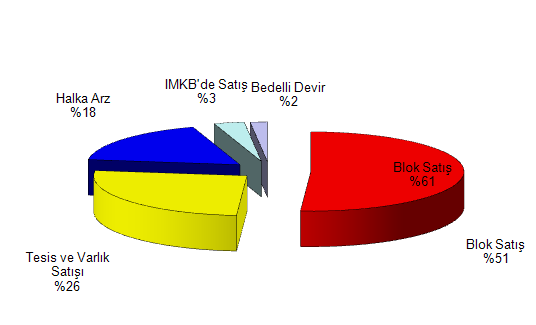 IMKB'de Satış
%3
Bedelli Devir
%2
Halka Arz
%18
Blok Satış
%61
Blok Satış
%51
Tesis ve Varlık
Satışı
%26